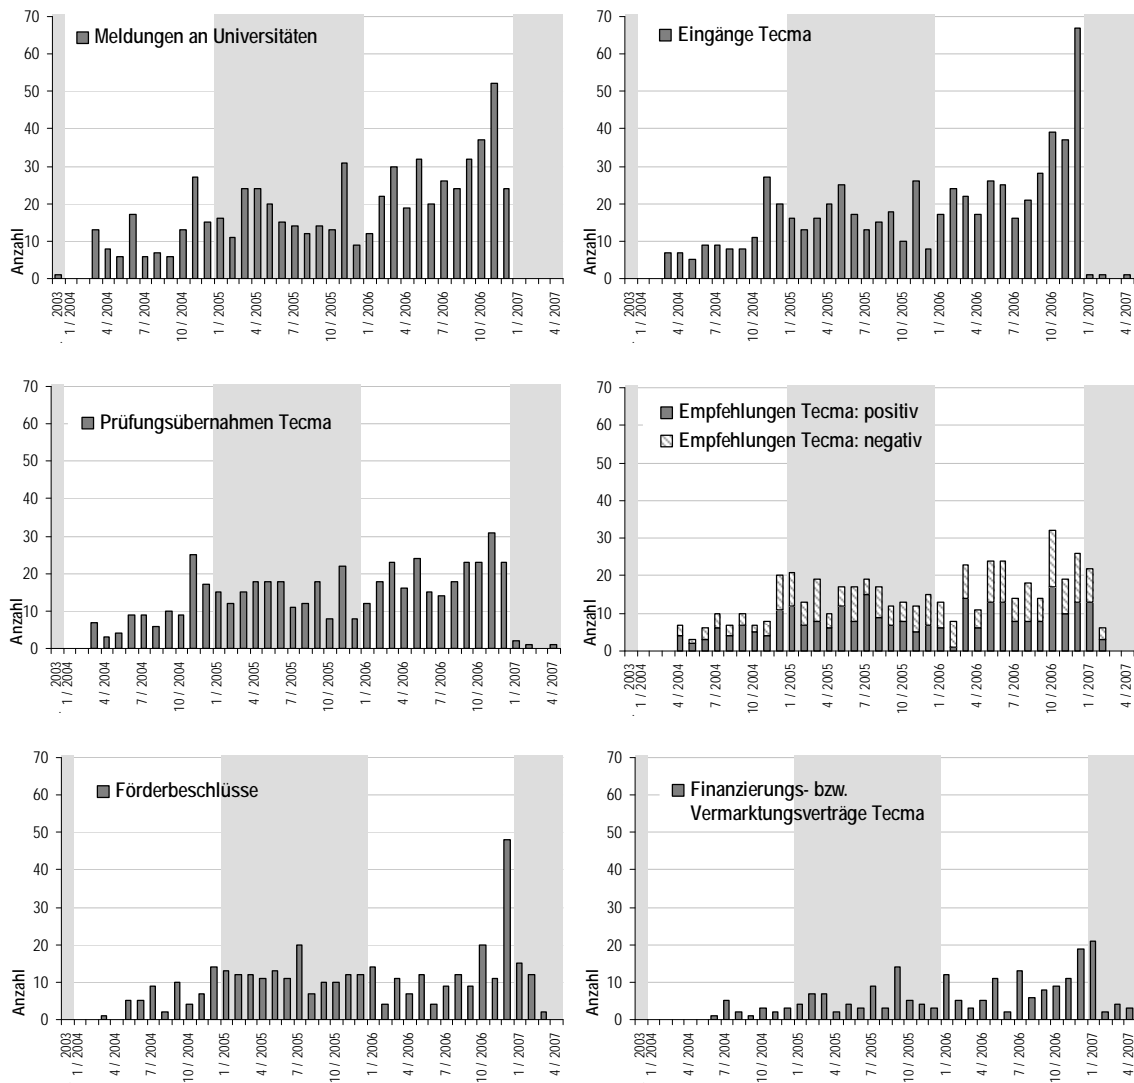 Meldungen an Universitäten
70
60
50
40
30
20
10
0
Anzahl
2003
1 / 2004
4 / 2004
7 / 2004
10 / 2004
1 / 2005
4 / 2005
7 / 2005
10 / 2005
1 / 2006
4 / 2006
7 / 2006
10 / 2006
1 / 2007
4 / 2007
Eingänge Tecma
70
60
50
40
30
20
10
0
Anzahl
2003
1 / 2004
4 / 2004
7 / 2004
10 / 2004
1 / 2005
4 / 2005
7 / 2005
10 / 2005
1 / 2006
4 / 2006
7 / 2006
10 / 2006
1 / 2007
4 / 2007
Prüfungsübernahmen Tecma
70
60
50
40
30
20
10
0
Anzahl
2003
1 / 2004
4 / 2004
7 / 2004
10 / 2004
1 / 2005
4 / 2005
7 / 2005
10 / 2005
1 / 2006
4 / 2006
7 / 2006
10 / 2006
1 / 2007
4 / 2007
Empfehlungen Tecma: positiv
Empfehlungen Tecma: negativ
70
60
50
40
30
20
10
0
Anzahl
2003
1 / 2004
4 / 2004
7 / 2004
10 / 2004
1 / 2005
4 / 2005
7 / 2005
10 / 2005
1 / 2006
4 / 2006
7 / 2006
10 / 2006
1 / 2007
4 / 2007
Förderbeschlüsse
70
60
50
40
30
20
10
0
Anzahl
2003
1 / 2004
4 / 2004
7 / 2004
10 / 2004
1 / 2005
4 / 2005
7 / 2005
10 / 2005
1 / 2006
4 / 2006
7 / 2006
10 / 2006
1 / 2007
4 / 2007
Finanzierungs- bzw.
Vermarktungsverträge Tecma
70
60
50
40
30
20
10
0
Anzahl
2003
1 / 2004
4 / 2004
7 / 2004
10 / 2004
1 / 2005
4 / 2005
7 / 2005
10 / 2005
1 / 2006
4 / 2006
7 / 2006
10 / 2006
1 / 2007
4 / 2007